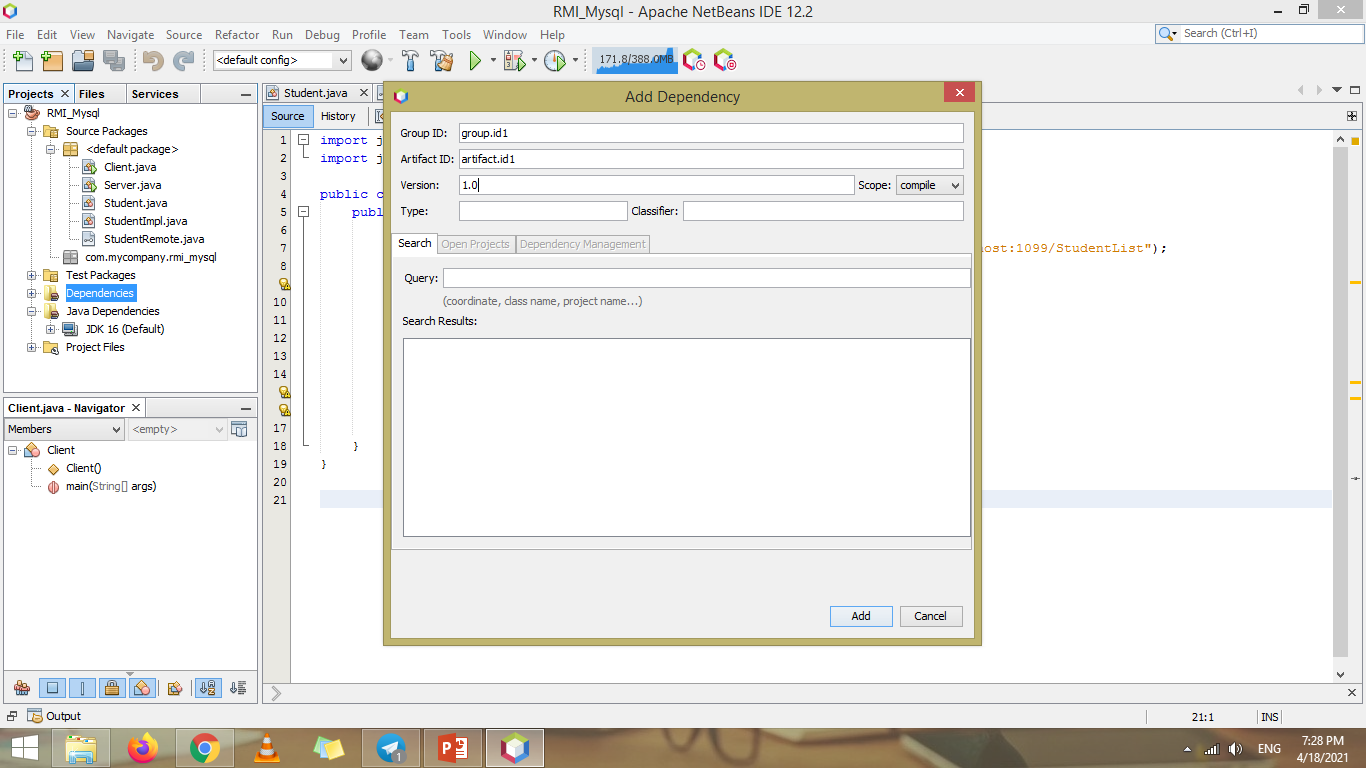 RMI_Mysql - Apache NetBeans IDE 12.2
File Edit View Navigate Source Refactor Run Debug Profile Team Tools Window Help
Search (Ctrl+I)
<default config>
171.8/388.0MB
Projects Files Services
Student.java
RMI_Mysql
Source Packages
<default package>
Client.java
Server.java
Student.java
StudentImpl.java
StudentRemote.java
com.mycompany.rmi_mysql
Test Packages
Dependencies
Java Dependencies
JDK 16 (Default)
Project Files
Client.java - Navigator
Members
<empty>
Client
Client()
main(String[] args)
Source History
1 import j
2 import j
3
4 public c
5 publ
6
7 host:1099/StudentList");
8
10
11
12
13
14
17
18 }
19 }
20
21
Add Dependency
Group ID: group.id1
Artifact ID: artifact.id1
Version: 1.0 Scope: compile
Type: Classifier:
Search Open Projects Dependency Management
Query:
(coordinate, class name, project name...)
Search Results:
Add Cancel
Output
21:1 INS
1
ENG
7:28 PM
4/18/2021